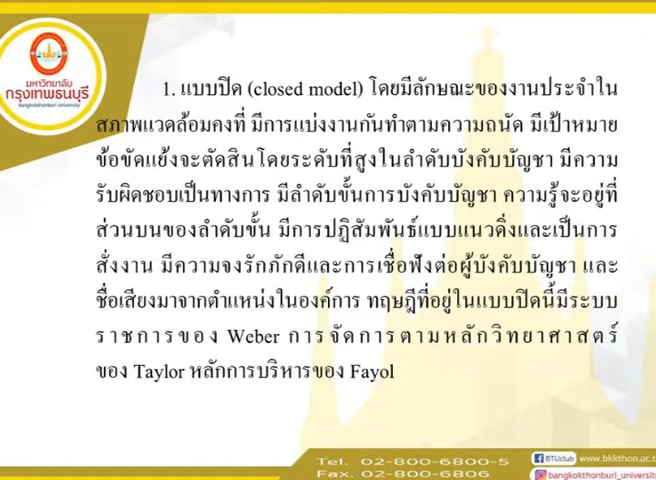 มหาวิทยาลัย
กรุงเทพธนบุรี
Bangkokthonburi University
1. แบบปิด (closed model) โดยมีลักษณะของงานประจำใน
สภาพแวดล้อมคงที่ มีการแบ่งงานกันทำตามความถนัด มีเป้าหมาย
ข้อขัดแย้งจะตัดสินโดยระดับที่สูงในลำดับบังคับบัญชา มีความ
รับผิดชอบเป็นทางการ มีลำดับขั้นการบังคับบัญชา ความรู้จะอยู่ที่
ส่วนบนของลำดับขั้น มีการปฏิสัมพันธ์แบบแนวดิ่งและเป็นการ
สั่งงาน มีความจงรักภักดีและการเชื่อฟังต่อผู้บังคับบัญชา และ
ชื่อเสียงมาจากตำแหน่งในองค์การ ทฤษฎีที่อยู่ในแบบปิดนี้มีระบบ
ราชการของ Weber การจัดการตามหลักวิทยาศาสตร์
ของ Taylor หลักการบริหารของ Fayol
Tel. 02-800-6800-5
Fax. 02-800-6806
BTUclub www.bkkthon.ac.t
bangkokthonburi_universit